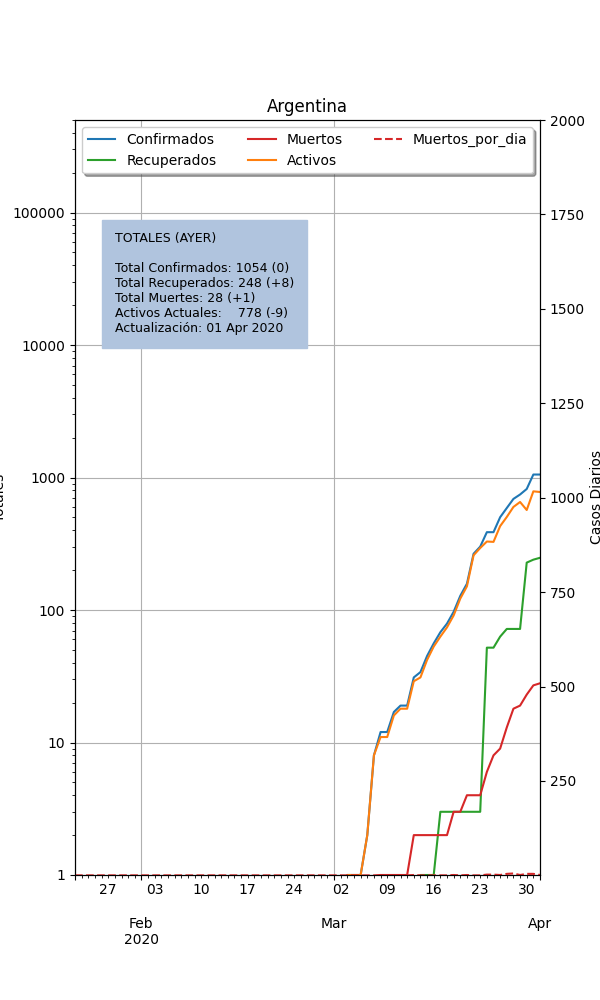 Argentina
Confirmados
Recuperados
Muertos
Activos
Muertos_por_dia
TOTALES (AYER)
Total Confirmados: 1054 (0)
Total Recuperados: 248 (+8)
Total Muertes: 28 (+1)
Activos Actuales: 778 (-9)
Actualización: 01 Apr 2020
100000
10000
1000
100
10
1
2000
1750
1500
1250
1000
750
500
250
Casos Diarios
27 03 10 17 24 02 09 16 23 30
Feb Mar Apr
2020